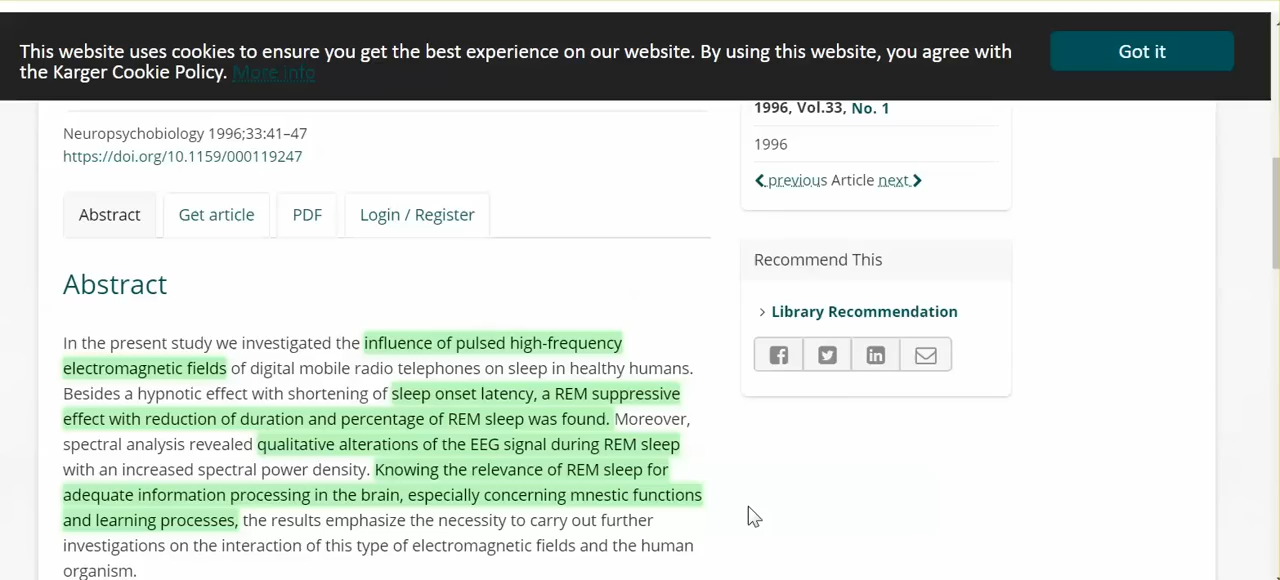 This website uses cookies to ensure you get the best experience on our website. By using this website, you agree with
the Karger Cookie Policy. More info
Got it
Neuropsychobiology 1996;33:41–47
https://doi.org/10.1159/000119247
Abstract
Get article
PDF
Login / Register
Abstract
In the present study we investigated the influence of pulsed high-frequency
electromagnetic fields of digital mobile radio telephones on sleep in healthy humans.
Besides a hypnotic effect with shortening of sleep onset latency, a REM suppressive
effect with reduction of duration and percentage of REM sleep was found. Moreover,
spectral analysis revealed qualitative alterations of the EEG signal during REM sleep
with an increased spectral power density. Knowing the relevance of REM sleep for
adequate information processing in the brain, especially concerning mnestic functions
and learning processes, the results emphasize the necessity to carry out further
investigations on the interaction of this type of electromagnetic fields and the human
organism.
1996, Vol.33, No. 1
1996
previous Article next
Recommend This
Library Recommendation